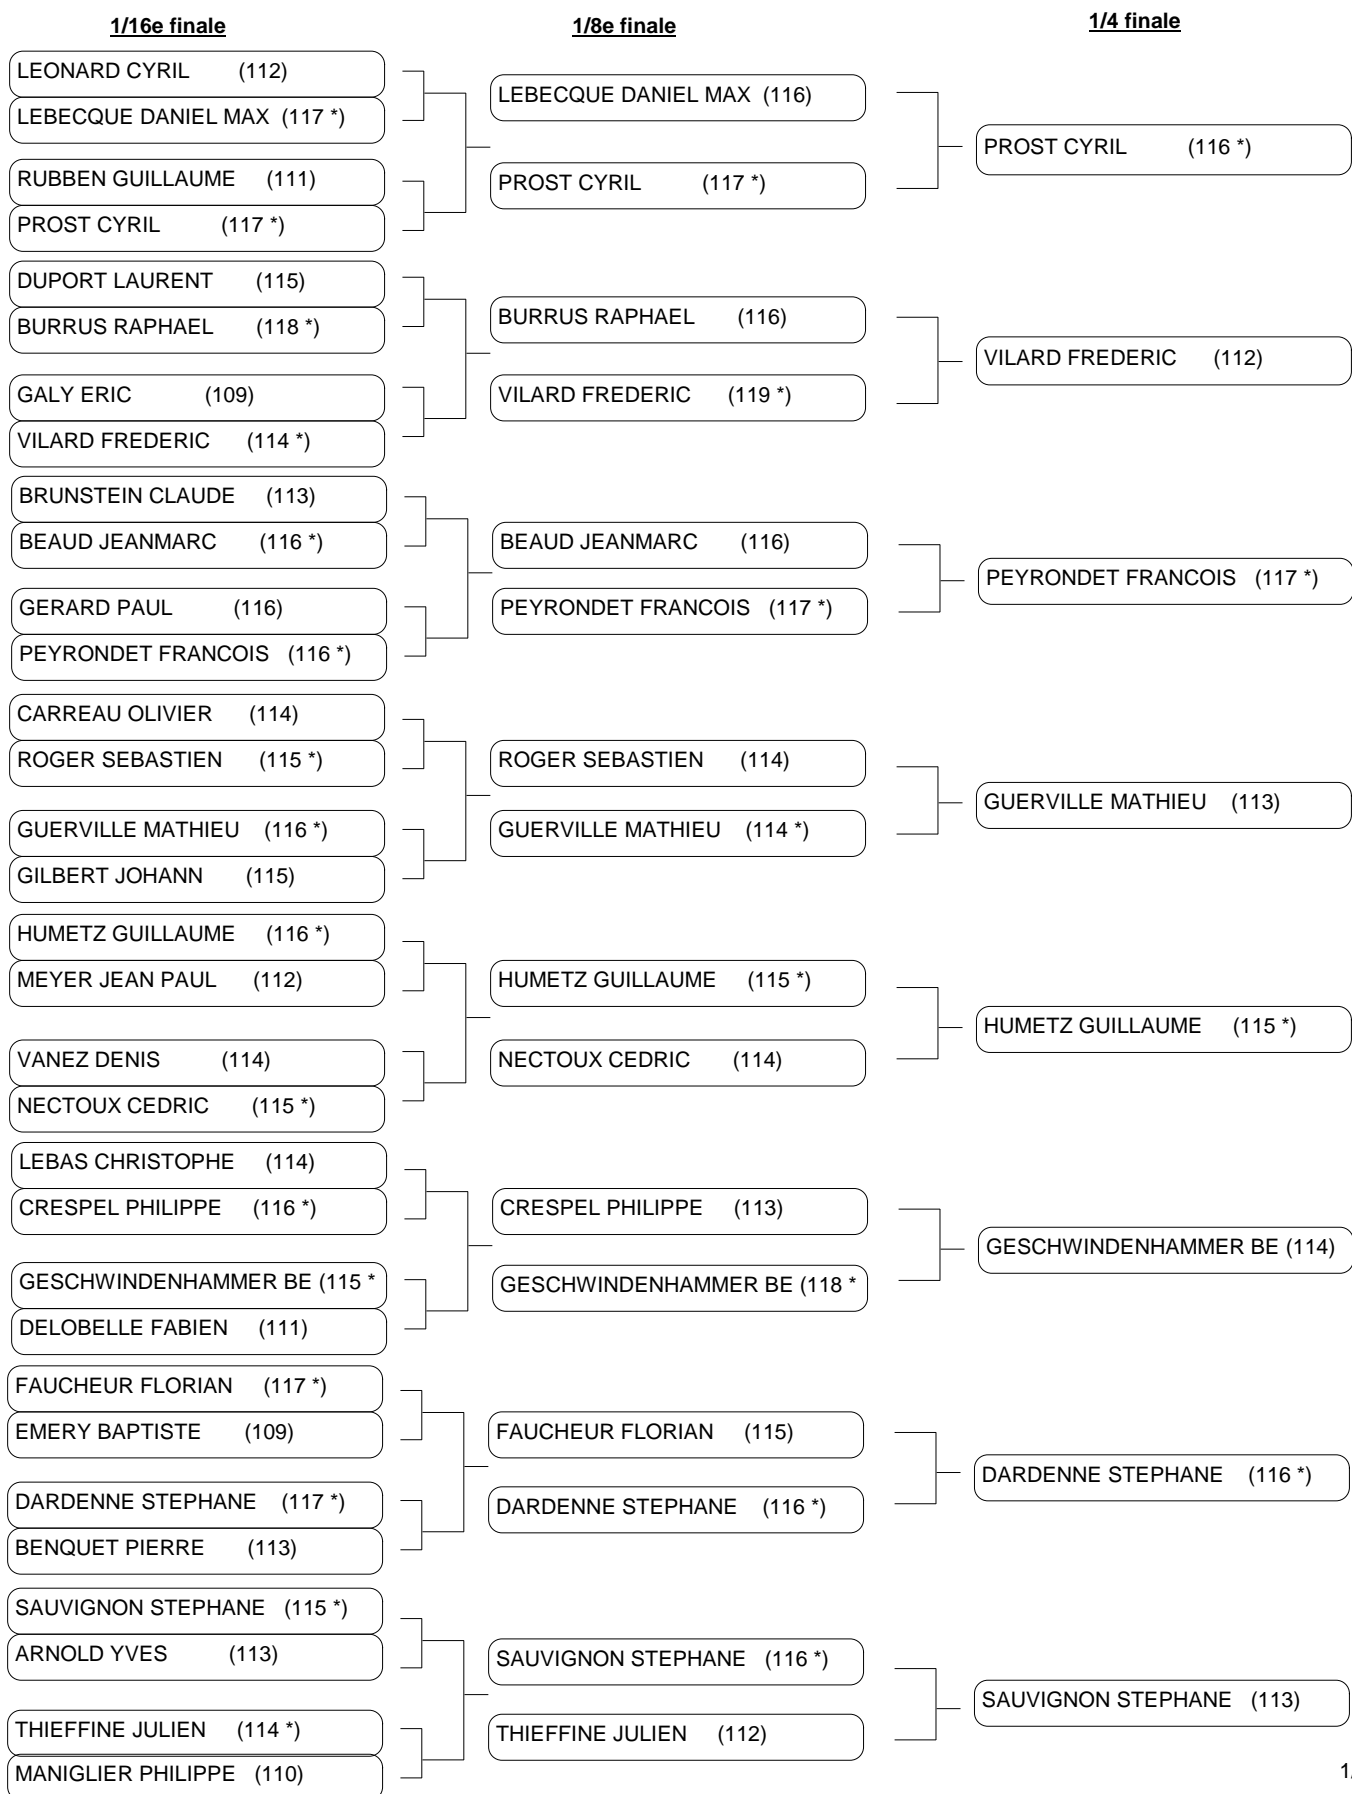 1/16e finale
LEONARD CYRIL (112)
LEBECQUE DANIEL MAX (117 *)
RUBBEN GUILLAUME (111)
PROST CYRIL (117 *)
DUPORT LAURENT (115)
BURRUS RAPHAEL (118 *)
GALY ERIC (109)
VILARD FREDERIC (114 *)
BRUNSTEIN CLAUDE (113)
BEAUD JEANMARC (116 *)
GERARD PAUL (116)
PEYRONDET FRANCOIS (116 *)
CARREAU OLIVIER (114)
ROGER SEBASTIEN (115 *)
GUERVILLE MATHIEU (116 *)
GILBERT JOHANN (115)
HUMETZ GUILLAUME (116 *)
MEYER JEAN PAUL (112)
VANEZ DENIS (114)
NECTOUX CEDRIC (115 *)
LEBAS CHRISTOPHE (114)
CRESPEL PHILIPPE (116 *)
GESCHWINDENHAMMER BE (115 *
DELOBELLE FABIEN (111)
FAUCHEUR FLORIAN (117 *)
EMERY BAPTISTE (109)
DARDENNE STEPHANE (117 *)
BENQUET PIERRE (113)
SAUVIGNON STEPHANE (115 *)
ARNOLD YVES (113)
THIEFFINE JULIEN (114 *)
MANIGLIER PHILIPPE (110)
1/8e finale
LEBECQUE DANIEL MAX (116)
PROST CYRIL (117 *)
BURRUS RAPHAEL (116)
VILARD FREDERIC (119 *)
BEAUD JEANMARC (116)
PEYRONDET FRANCOIS (117 *)
ROGER SEBASTIEN (114)
GUERVILLE MATHIEU (114 *)
HUMETZ GUILLAUME (115 *)
NECTOUX CEDRIC (114)
CRESPEL PHILIPPE (113)
GESCHWINDENHAMMER BE (118 *
FAUCHEUR FLORIAN (115)
DARDENNE STEPHANE (116 *)
SAUVIGNON STEPHANE (116 *)
THIEFFINE JULIEN (112)
1/4 finale
PROST CYRIL (116 *)
VILARD FREDERIC (112)
PEYRONDET FRANCOIS (117 *)
GUERVILLE MATHIEU (113)
HUMETZ GUILLAUME (115 *)
GESCHWINDENHAMMER BE (114)
DARDENNE STEPHANE (116 *)
SAUVIGNON STEPHANE (113)
1/